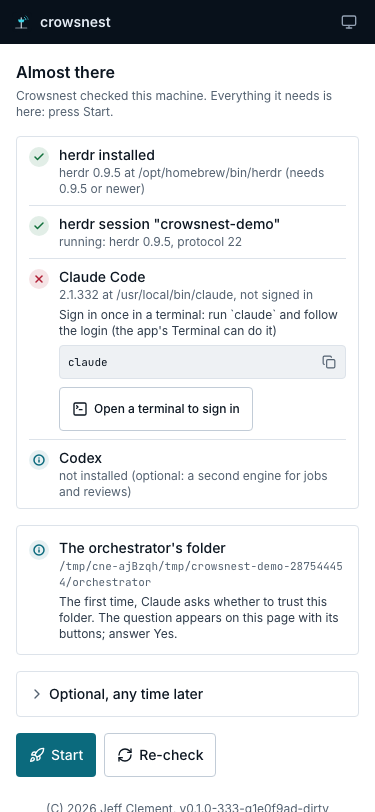 crowsnest
Almost there
Crowsnest checked this machine. Everything it needs is
here: press Start.
herdr installed
herdr 0.9.5 at /opt/homebrew/bin/herdr (needs
0.9.5 or newer)
herdr session "crowsnest-demo"
running: herdr 0.9.5, protocol 22
Claude Code
2.1.332 at /usr/local/bin/claude, not signed in
Sign in once in a terminal: run `claude` and follow
the login (the app's Terminal can do it)
claude
Open a terminal to sign in
Codex
not installed (optional: a second engine for jobs
and reviews)
The orchestrator's folder
/tmp/cne-ajBzqh/tmp/crowsnest-demo-28754445
4/orchestrator
The first time, Claude asks whether to trust this
folder. The question appears on this page with its
buttons; answer Yes.
Optional, any time later
Start
Re-check
(C) 2026 Jeff Clement. v0.1.0-333-g1e0f9ad-dirty